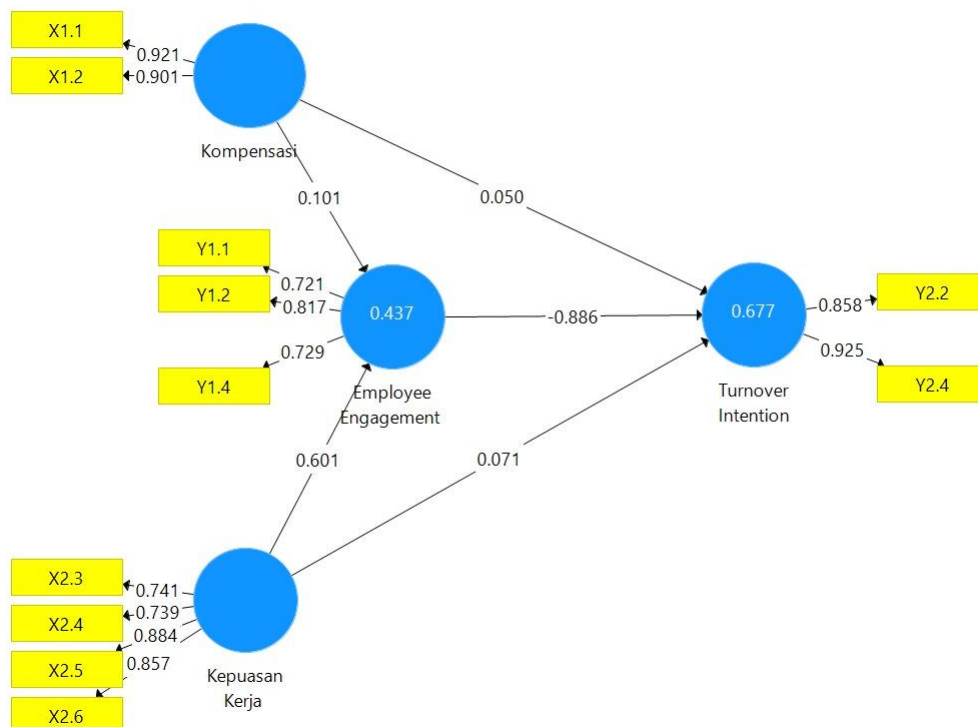 X1.1
0.921
X1.2
0.901
Kompensasi
0.101
0.050
Y1.1
0.721
Y1.2
0.817
0.729
Y1.4
0.437
Employee
Engagement
-0.886
0.677
Turnover
Intention
0.858
Y2.2
0.925
Y2.4
0.601
0.071
X2.3
0.741
X2.4
0.739
0.884
X2.5
0.857
X2.6
Kepuasan
Kerja